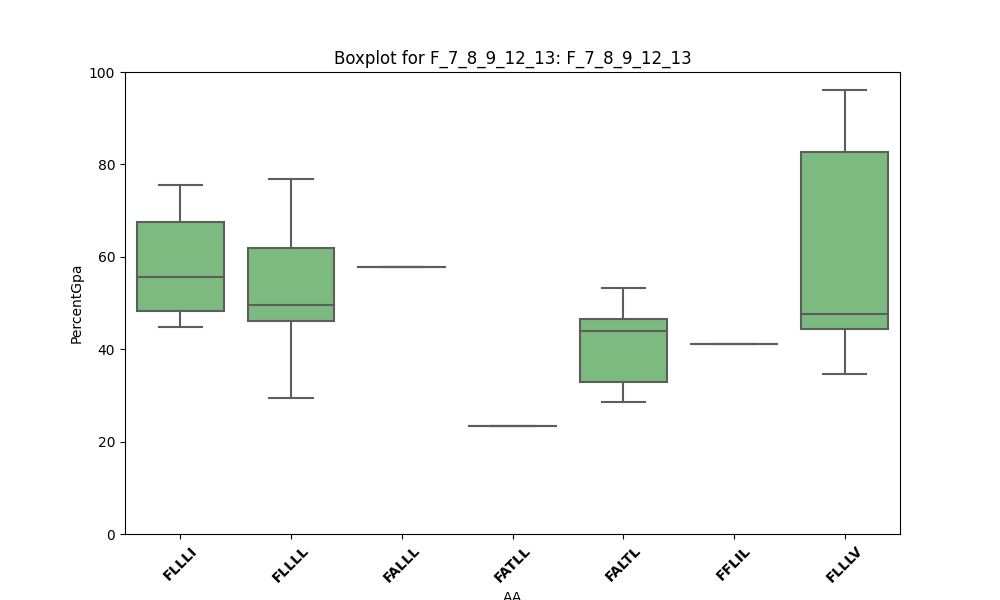 Boxplot for F_7_8_9_12_13: F_7_8_9_12_13
PercentGpa
100
80
60
40
20
0
FLLLI
FLLLL
FALLL
FATLL
FALTL
FFLIL
FLLLV
AA